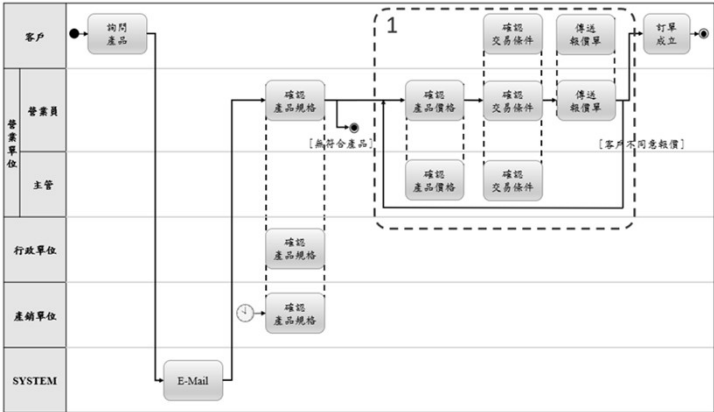 客戶
詢問
產品
1
確認
交易條件
傳送
報價單
訂單
成立
營業單位
營業員
確認
產品規格
[無符合產品]
確認
產品價格
確認
交易條件
傳送
報價單
[客戶不同意報價]
主管
確認
產品價格
確認
交易條件
行政單位
確認
產品規格
產銷單位
確認
產品規格
SYSTEM
E-Mail